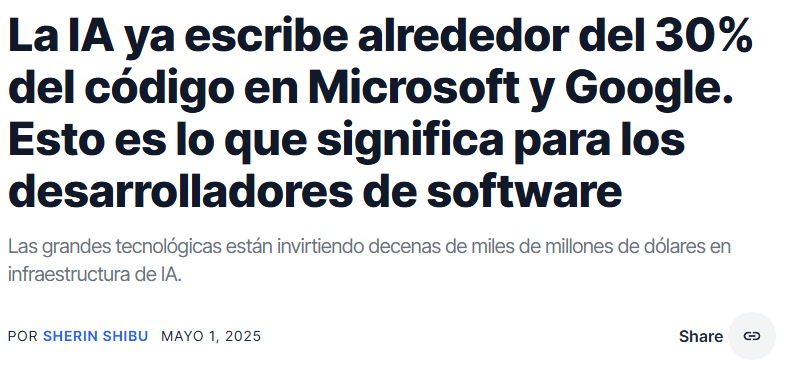 La IA ya escribe alrededor del 30%
del código en Microsoft y Google.
Esto es lo que significa para los
desarrolladores de software
Las grandes tecnológicas están invirtiendo decenas de miles de millones de dólares en
infraestructura de IA.
POR SHERIN SHIBU MAYO 1, 2025
Share